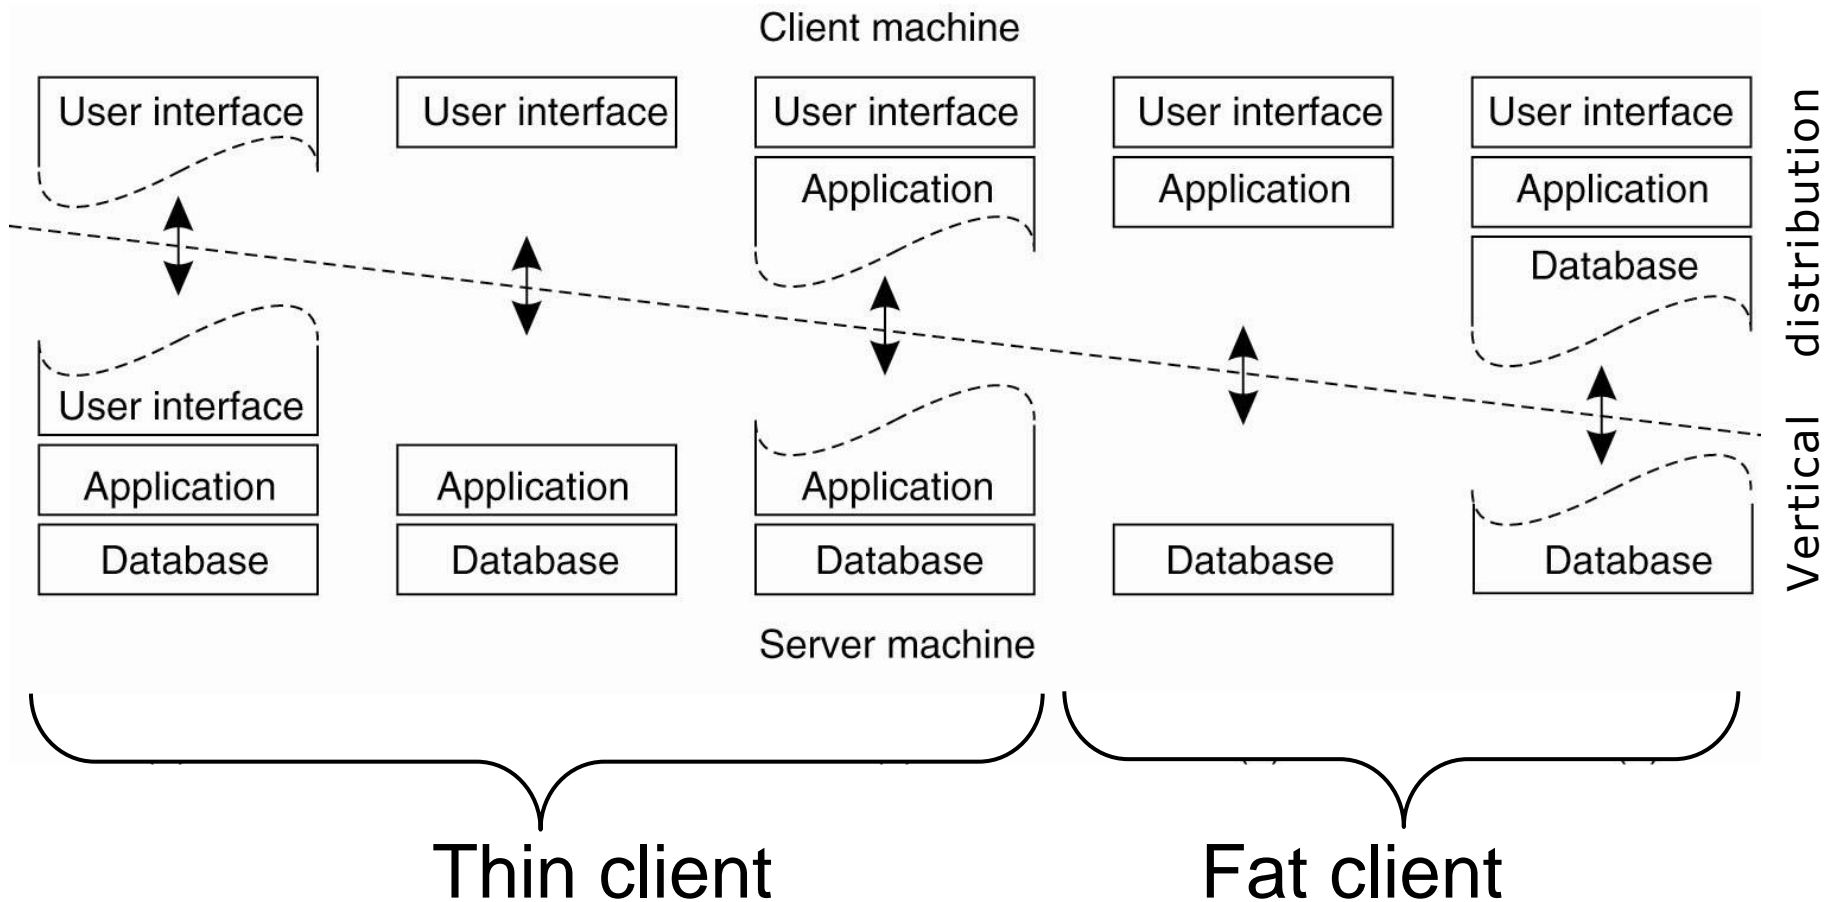 Client machine
User interface
User interface
User interface
User interface
User interface
Application
Application
Application
Database
User interface
Application
Application
Application
Database
Database
Database
Database
Database
Server machine
Vertical distribution
Thin client
Fat client